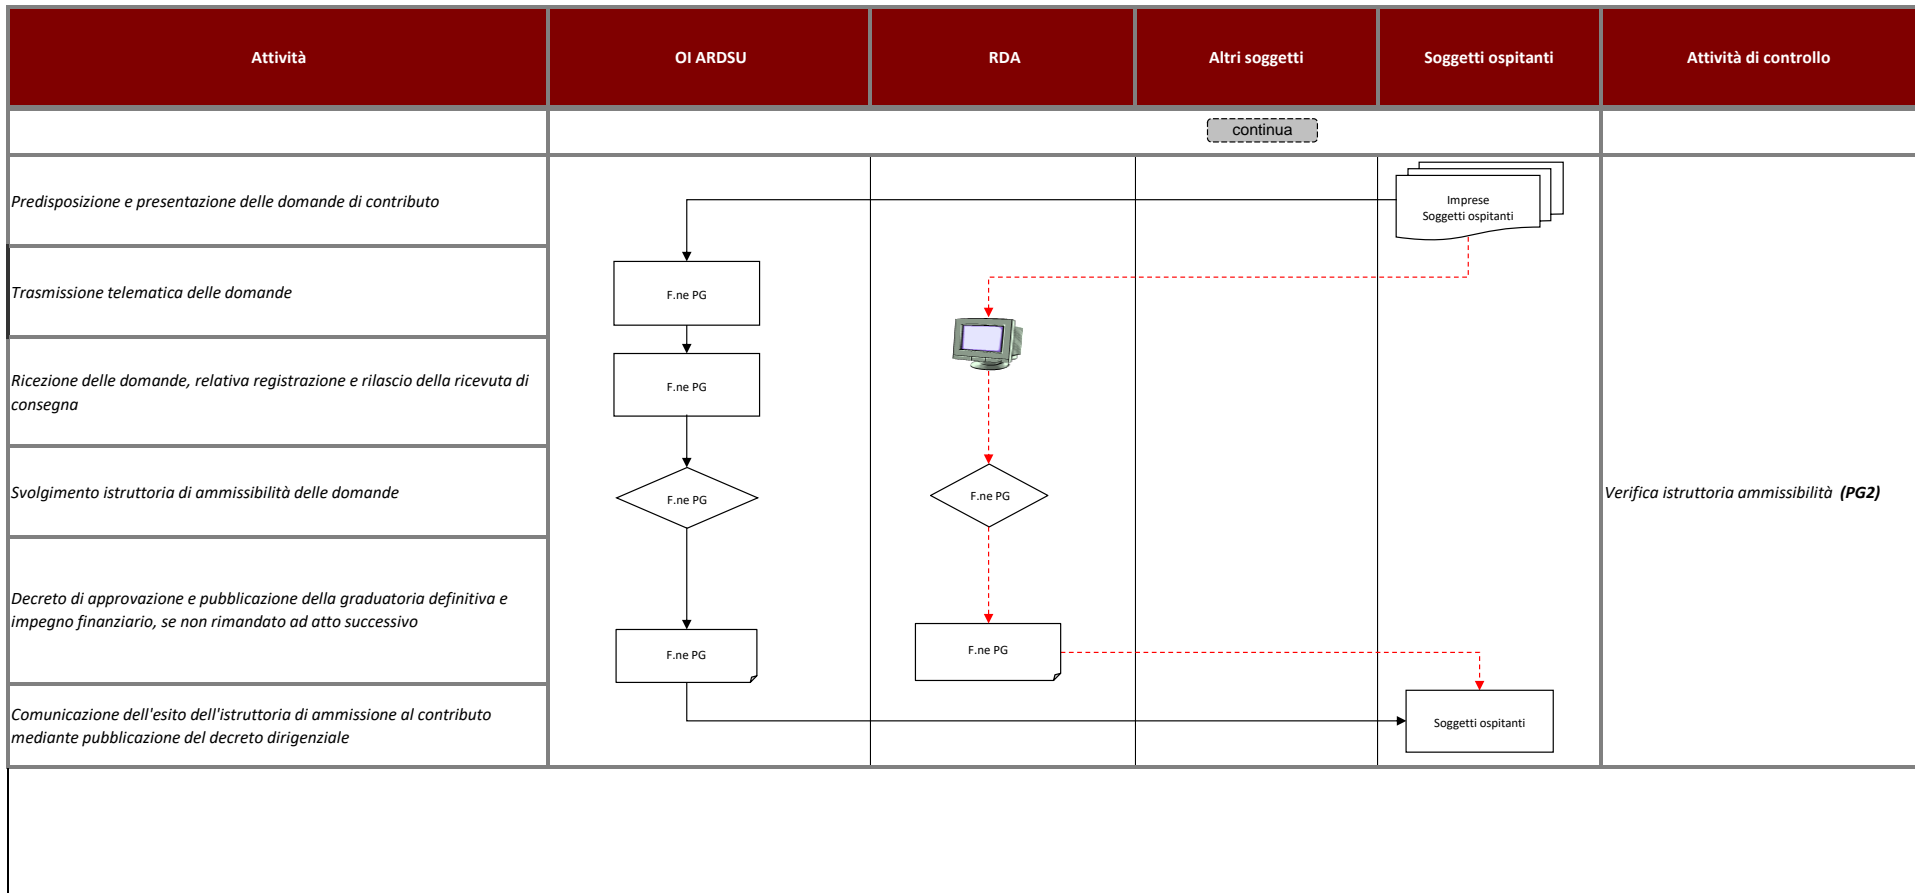 Attività
OI ARDSU
RDA
Altri soggetti
Soggetti ospitanti
Attività di controllo
continua
Predisposizione e presentazione delle domande di contributo
Imprese
Soggetti ospitanti
Trasmissione telematica delle domande
F.ne PG
Ricezione delle domande, relativa registrazione e rilascio della ricevuta di
consegna
F.ne PG
Svolgimento istruttoria di ammissibilità delle domande
F.ne PG
F.ne PG
Verifica istruttoria ammissibilità (PG2)
Decreto di approvazione e pubblicazione della graduatoria definitiva e
impegno finanziario, se non rimandato ad atto successivo
F.ne PG
F.ne PG
Comunicazione dell'esito dell'istruttoria di ammissione al contributo
mediante pubblicazione del decreto dirigenziale
Soggetti ospitanti